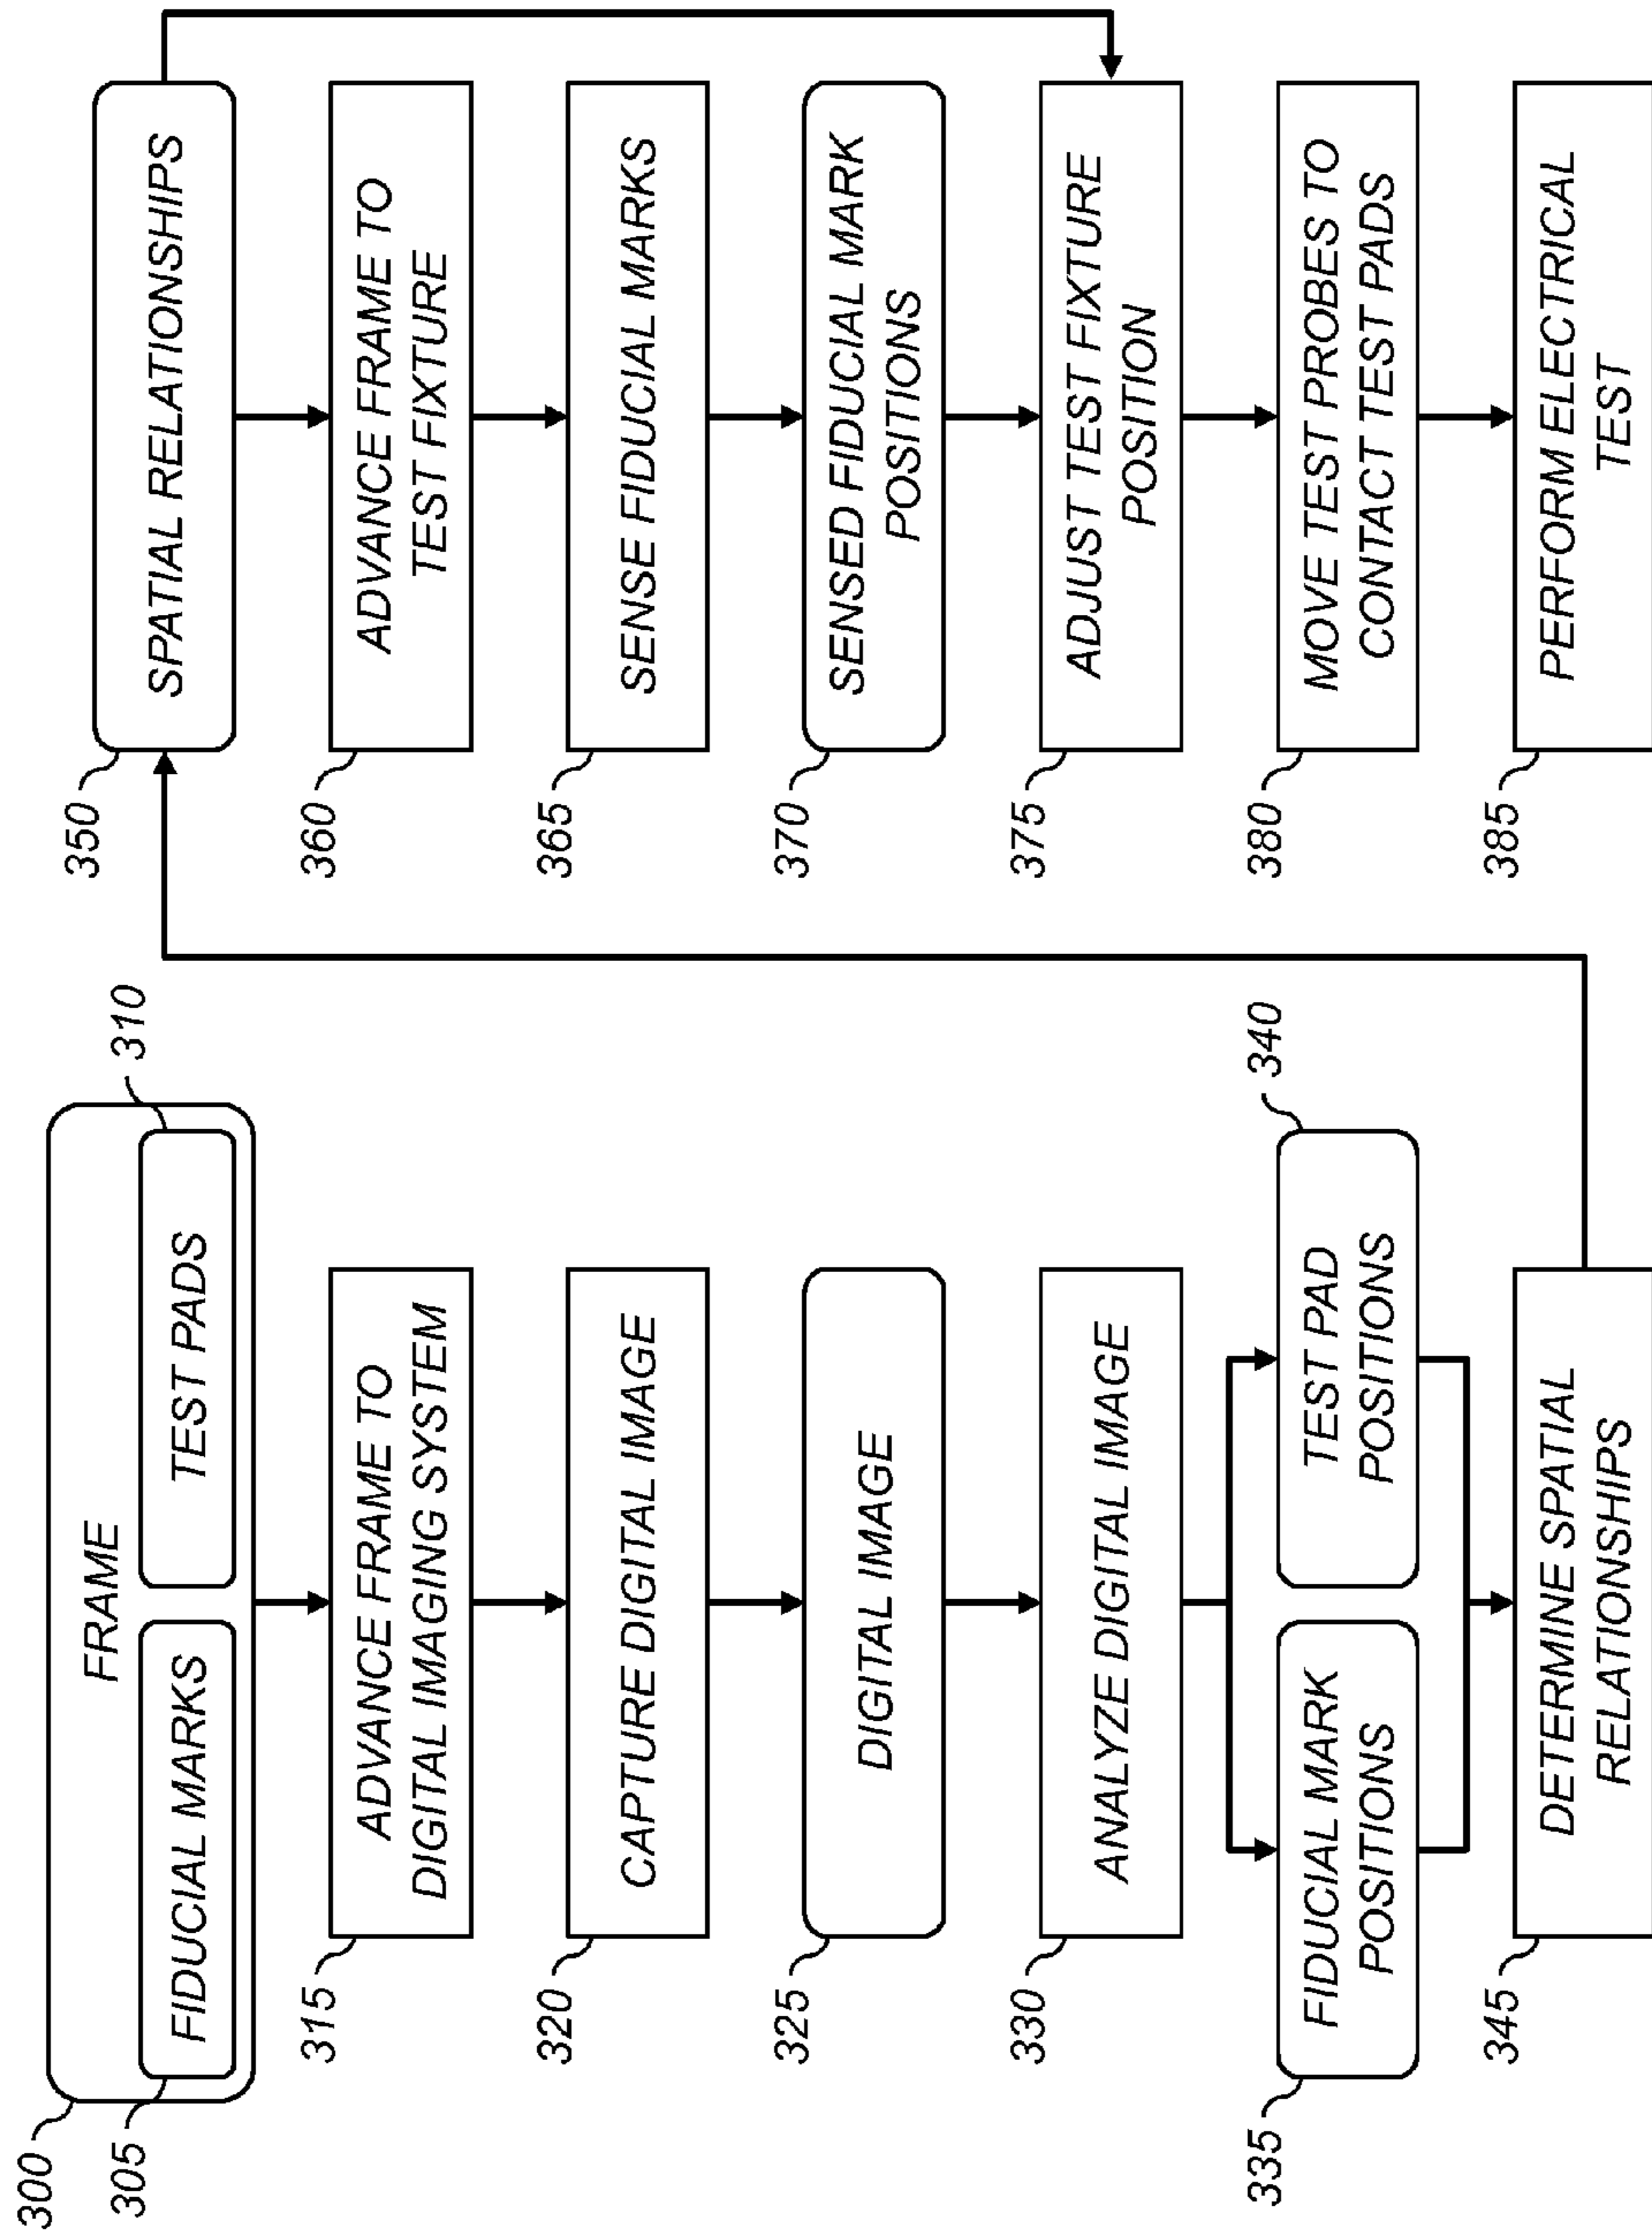 300
FRAME
305
FIDUCIAL MARKS
TEST PADS
310
315
ADVANCE FRAME TO
DIGITAL IMAGING SYSTEM
320
CAPTURE DIGITAL IMAGE
325
DIGITAL IMAGE
330
ANALYZE DIGITAL IMAGE
335
FIDUCIAL MARK
POSITIONS
TEST PAD
POSITIONS
340
345
DETERMINE SPATIAL
RELATIONSHIPS
350
SPATIAL RELATIONSHIPS
360
ADVANCE FRAME TO
TEST FIXTURE
365
SENSE FIDUCIAL MARKS
370
SENSED FIDUCIAL MARK
POSITIONS
375
ADJUST TEST FIXTURE
POSITION
380
MOVE TEST PROBES TO
CONTACT TEST PADS
385
PERFORM ELECTRICAL
TEST